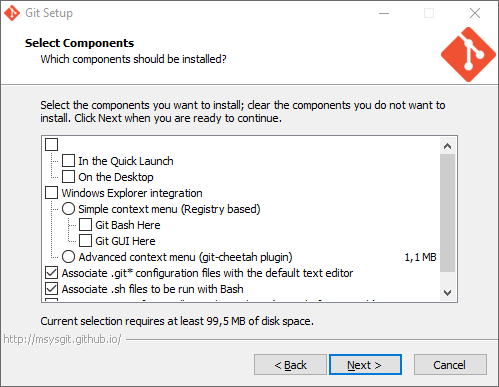 Git Setup
Select Components
Which components should be installed?
Select the components you want to install; clear the components you do not want to
install. Click Next when you are ready to continue.
In the Quick Launch
On the Desktop
Windows Explorer integration
Simple context menu (Registry based)
Git Bash Here
Git GUI Here
Advanced context menu (git-cheetah plugin) 1,1 MB
Associate .git* configuration files with the default text editor
Associate .sh files to be run with Bash
Current selection requires at least 99,5 MB of disk space.
http://msysgit.github.io/
< Back Next > Cancel